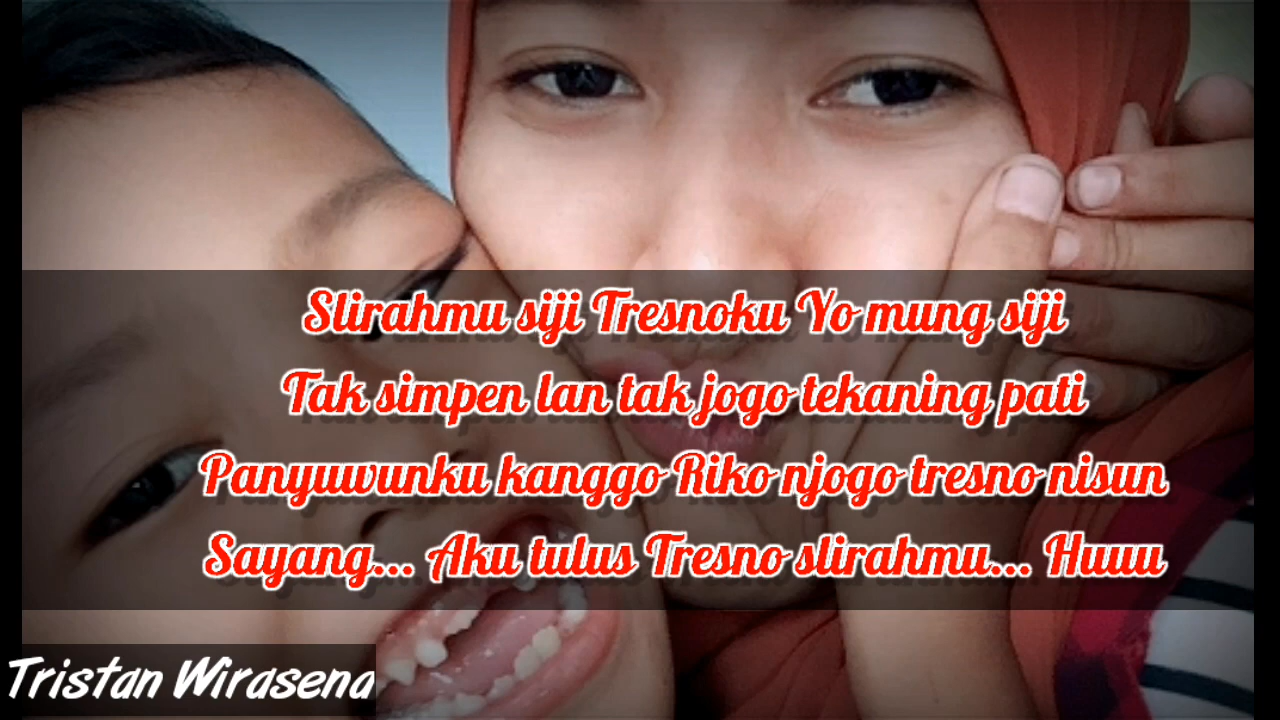 Slirahmu siji Tresnoku Yo mung siji
Tak simpen lan tak jogo tekaning pati
Panyuwunku kanggo Riko njogo tresno nisun
Sayang... Aku tulus Tresno slirahmu... Huuu
Tristan Wirasena